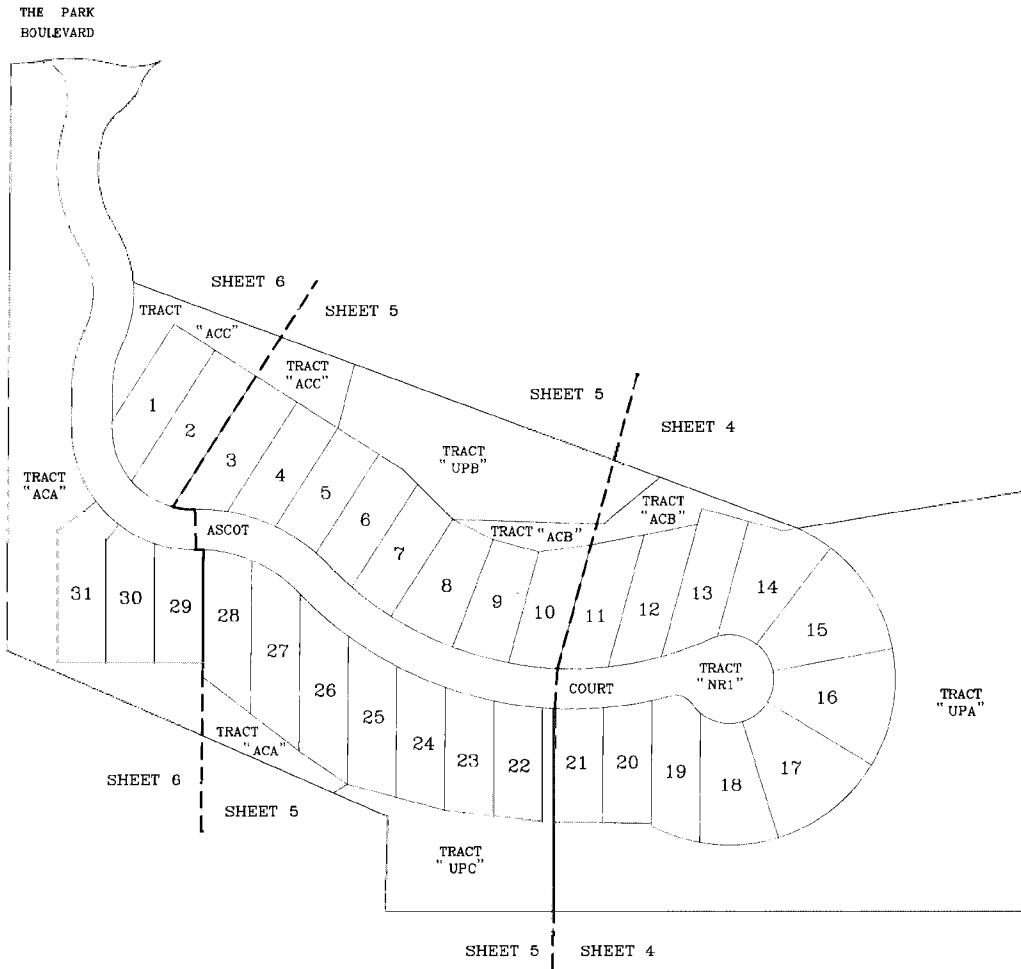 THE PARK
BOULEVARD
SHEET 6
SHEET 5
TRACT
"ACC"
TRACT
"ACC"
SHEET 5
SHEET 4
1
2
3
4
5
6
7
8
9
10
11
12
13
14
15
16
17
18
19
20
21
22
23
24
25
26
27
28
29
30
31
TRACT
"UPB"
TRACT
"ACB"
TRACT "ACB"
TRACT
"ACA"
ASCOT
COURT
TRACT
"NR1"
TRACT
"UPA"
TRACT
"ACA"
SHEET 6
SHEET 5
TRACT
"UPC"
SHEET 5
SHEET 4